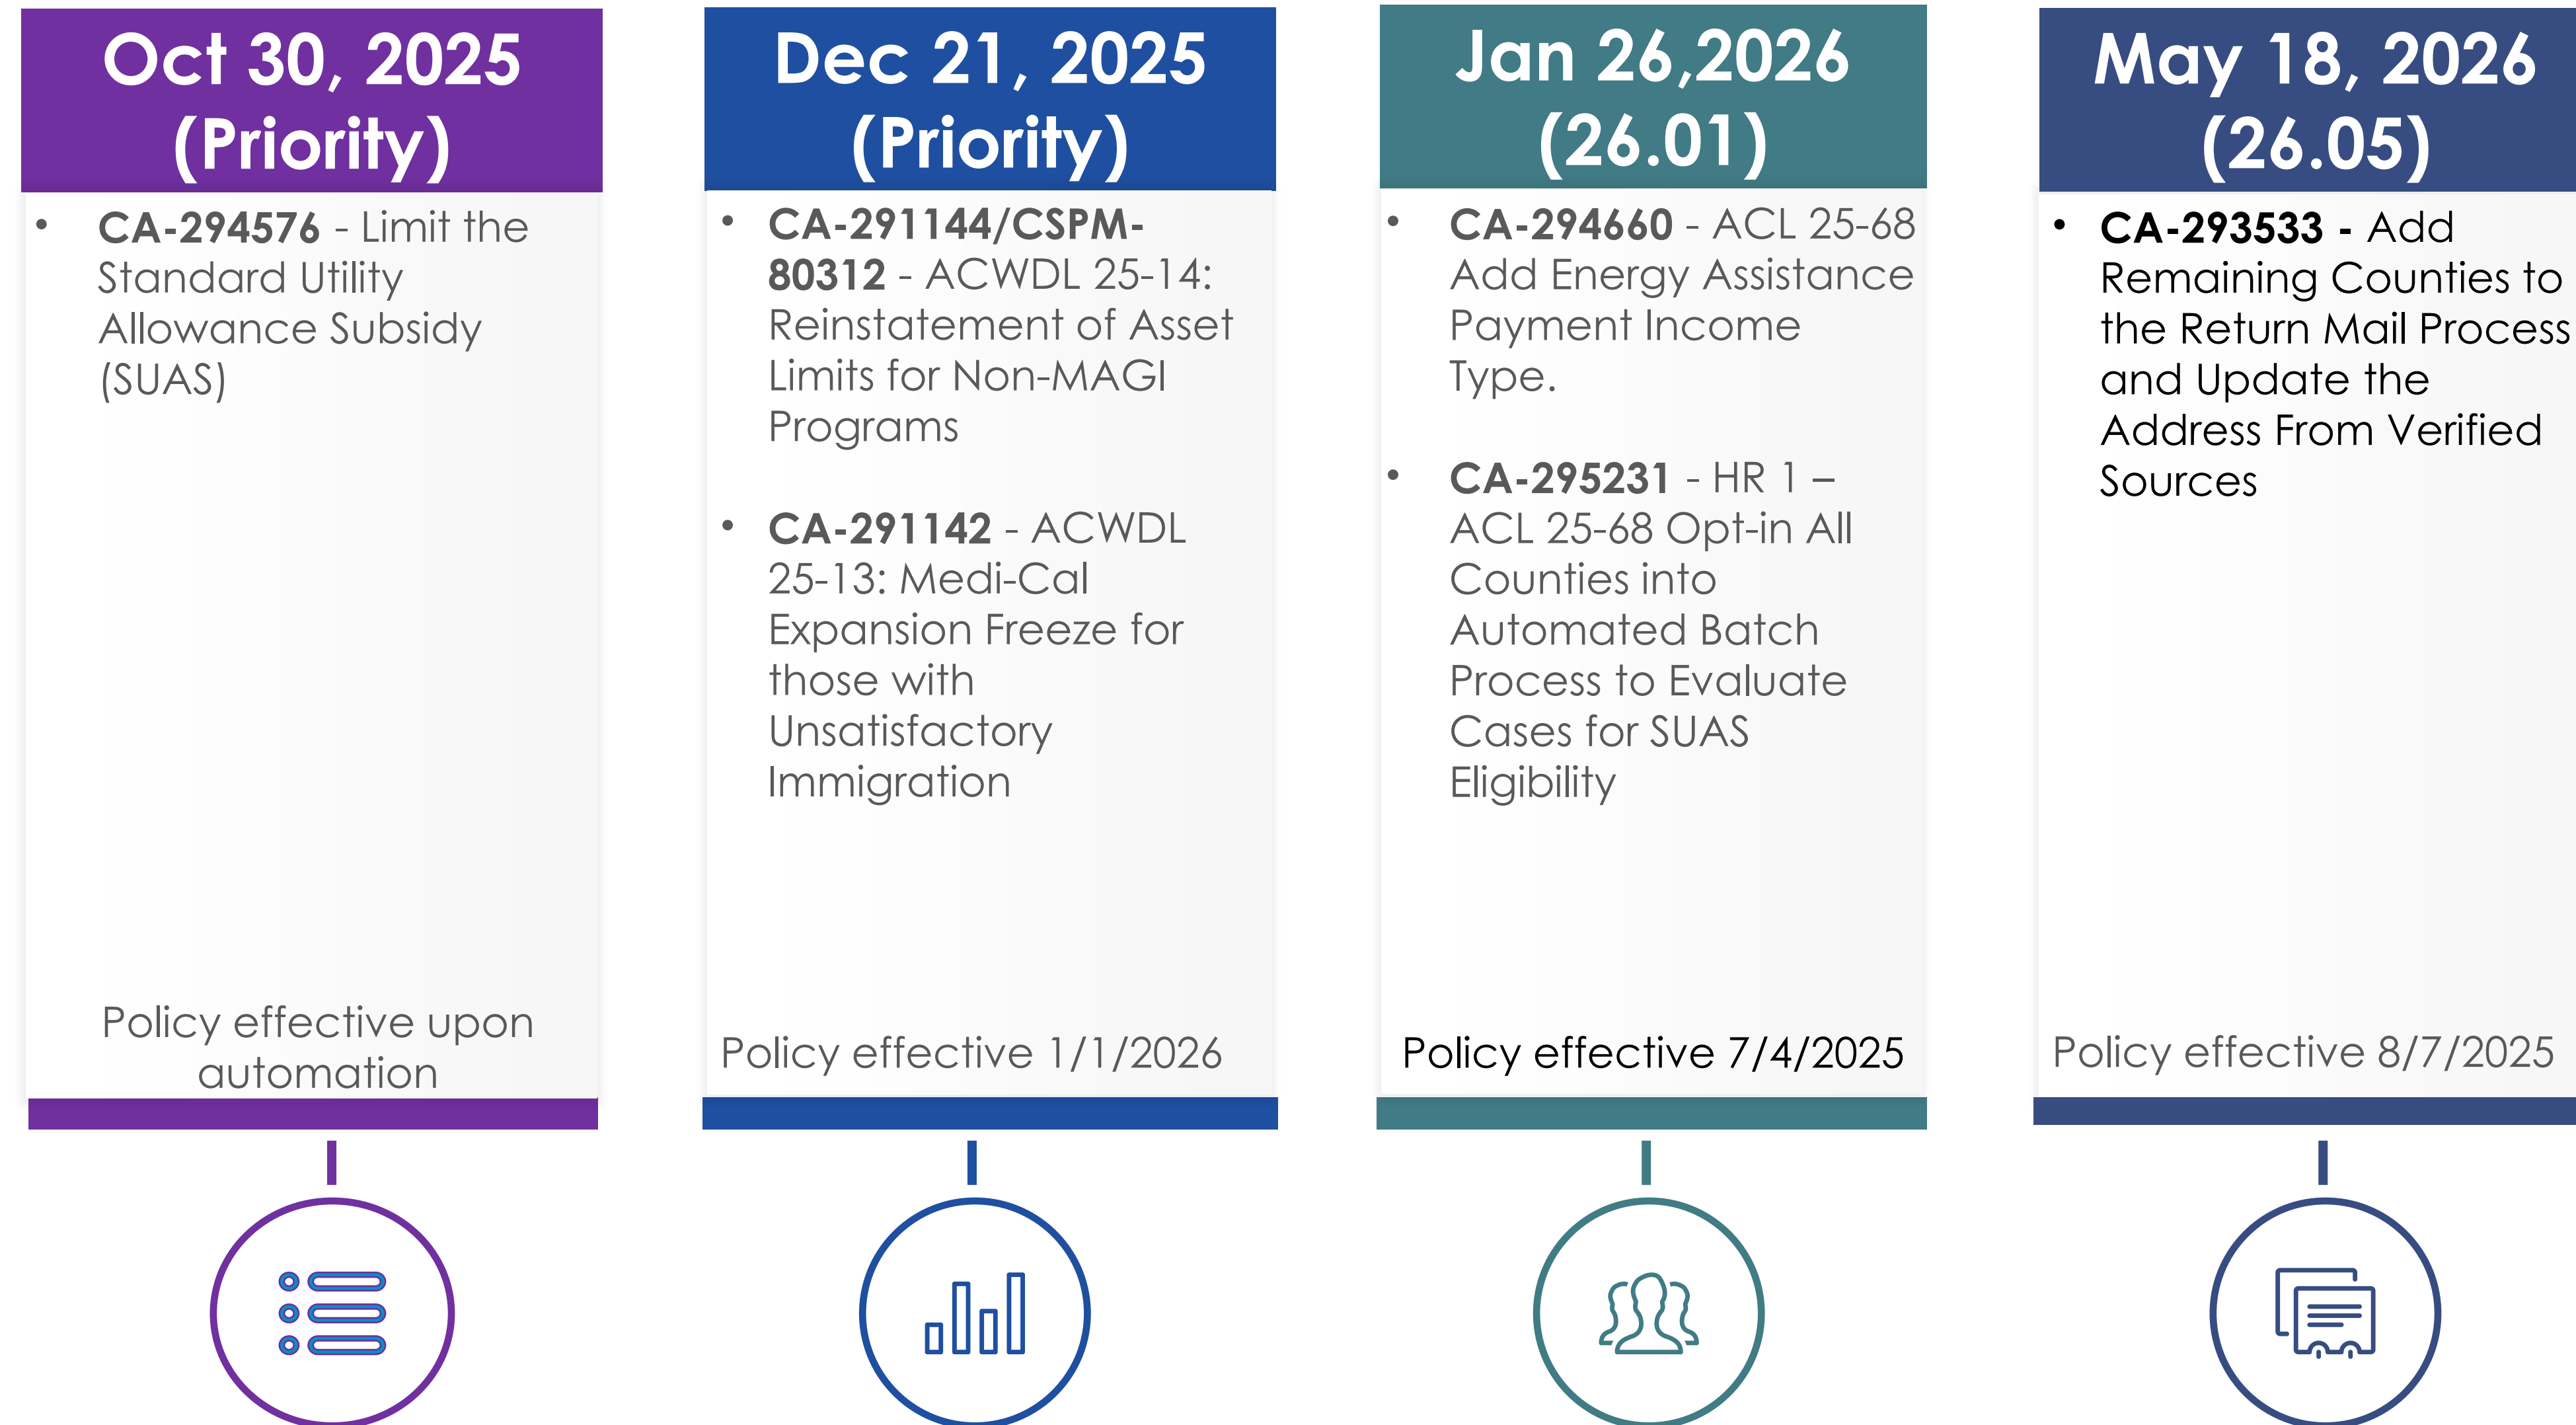 Oct 30, 2025
(Priority)
• CA-294576 - Limit the
Standard Utility
Allowance Subsidy
(SUAS)
Policy effective upon
automation
Dec 21, 2025
(Priority)
• CA-291144/CSPM-
80312 - ACWDL 25-14:
Reinstatement of Asset
Limits for Non-MAGI
Programs
• CA-291142 - ACWDL
25-13: Medi-Cal
Expansion Freeze for
those with
Unsatisfactory
Immigration
Policy effective 1/1/2026
Jan 26,2026
(26.01)
• CA-294660 - ACL 25-68
Add Energy Assistance
Payment Income
Type.
• CA-295231 - HR 1 –
ACL 25-68 Opt-in All
Counties into
Automated Batch
Process to Evaluate
Cases for SUAS
Eligibility
Policy effective 7/4/2025
May 18, 2026
(26.05)
• CA-293533 - Add
Remaining Counties to
the Return Mail Process
and Update the
Address From Verified
Sources
Policy effective 8/7/2025